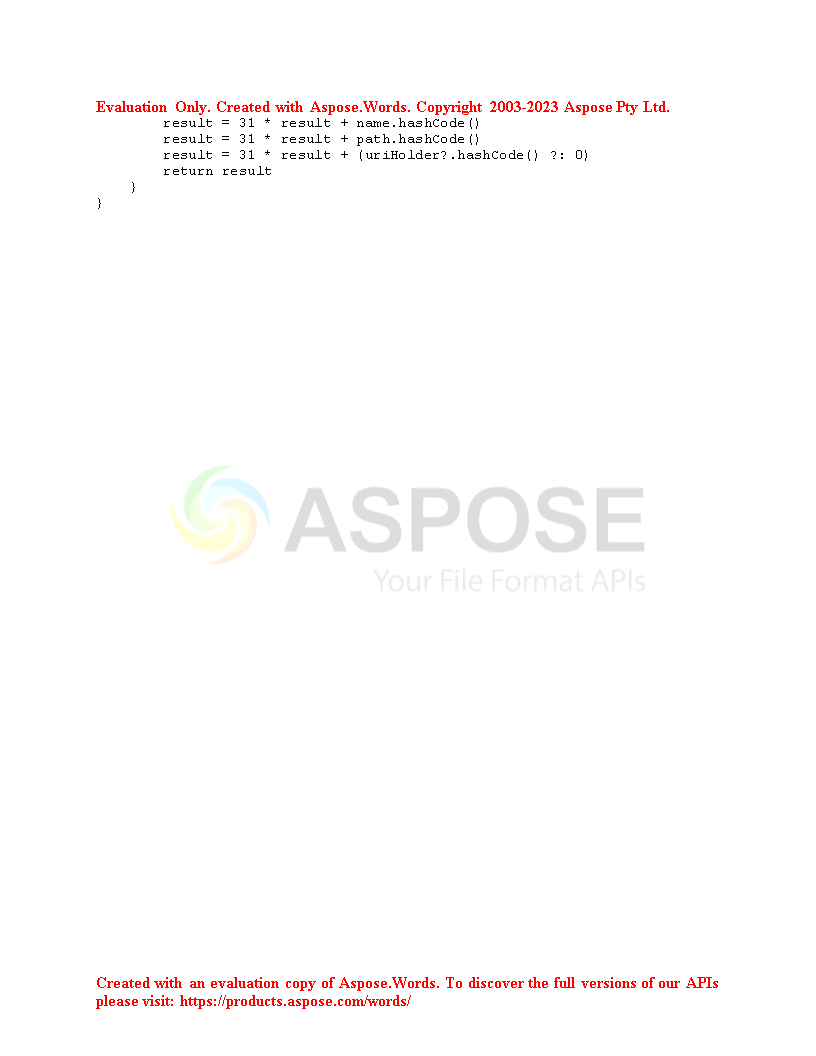 Evaluation Only. Created with Aspose.Words. Copyright 2003-2023 Aspose Pty Ltd.
        result = 31 * result + name.hashCode()
        result = 31 * result + path.hashCode()
        result = 31 * result + (uriHolder?.hashCode() ?: 0)
        return result
    }
}
ASPOSE
Your File Format APIs
Created with an evaluation copy of Aspose.Words. To discover the full versions of our APIs
please visit: https://products.aspose.com/words/